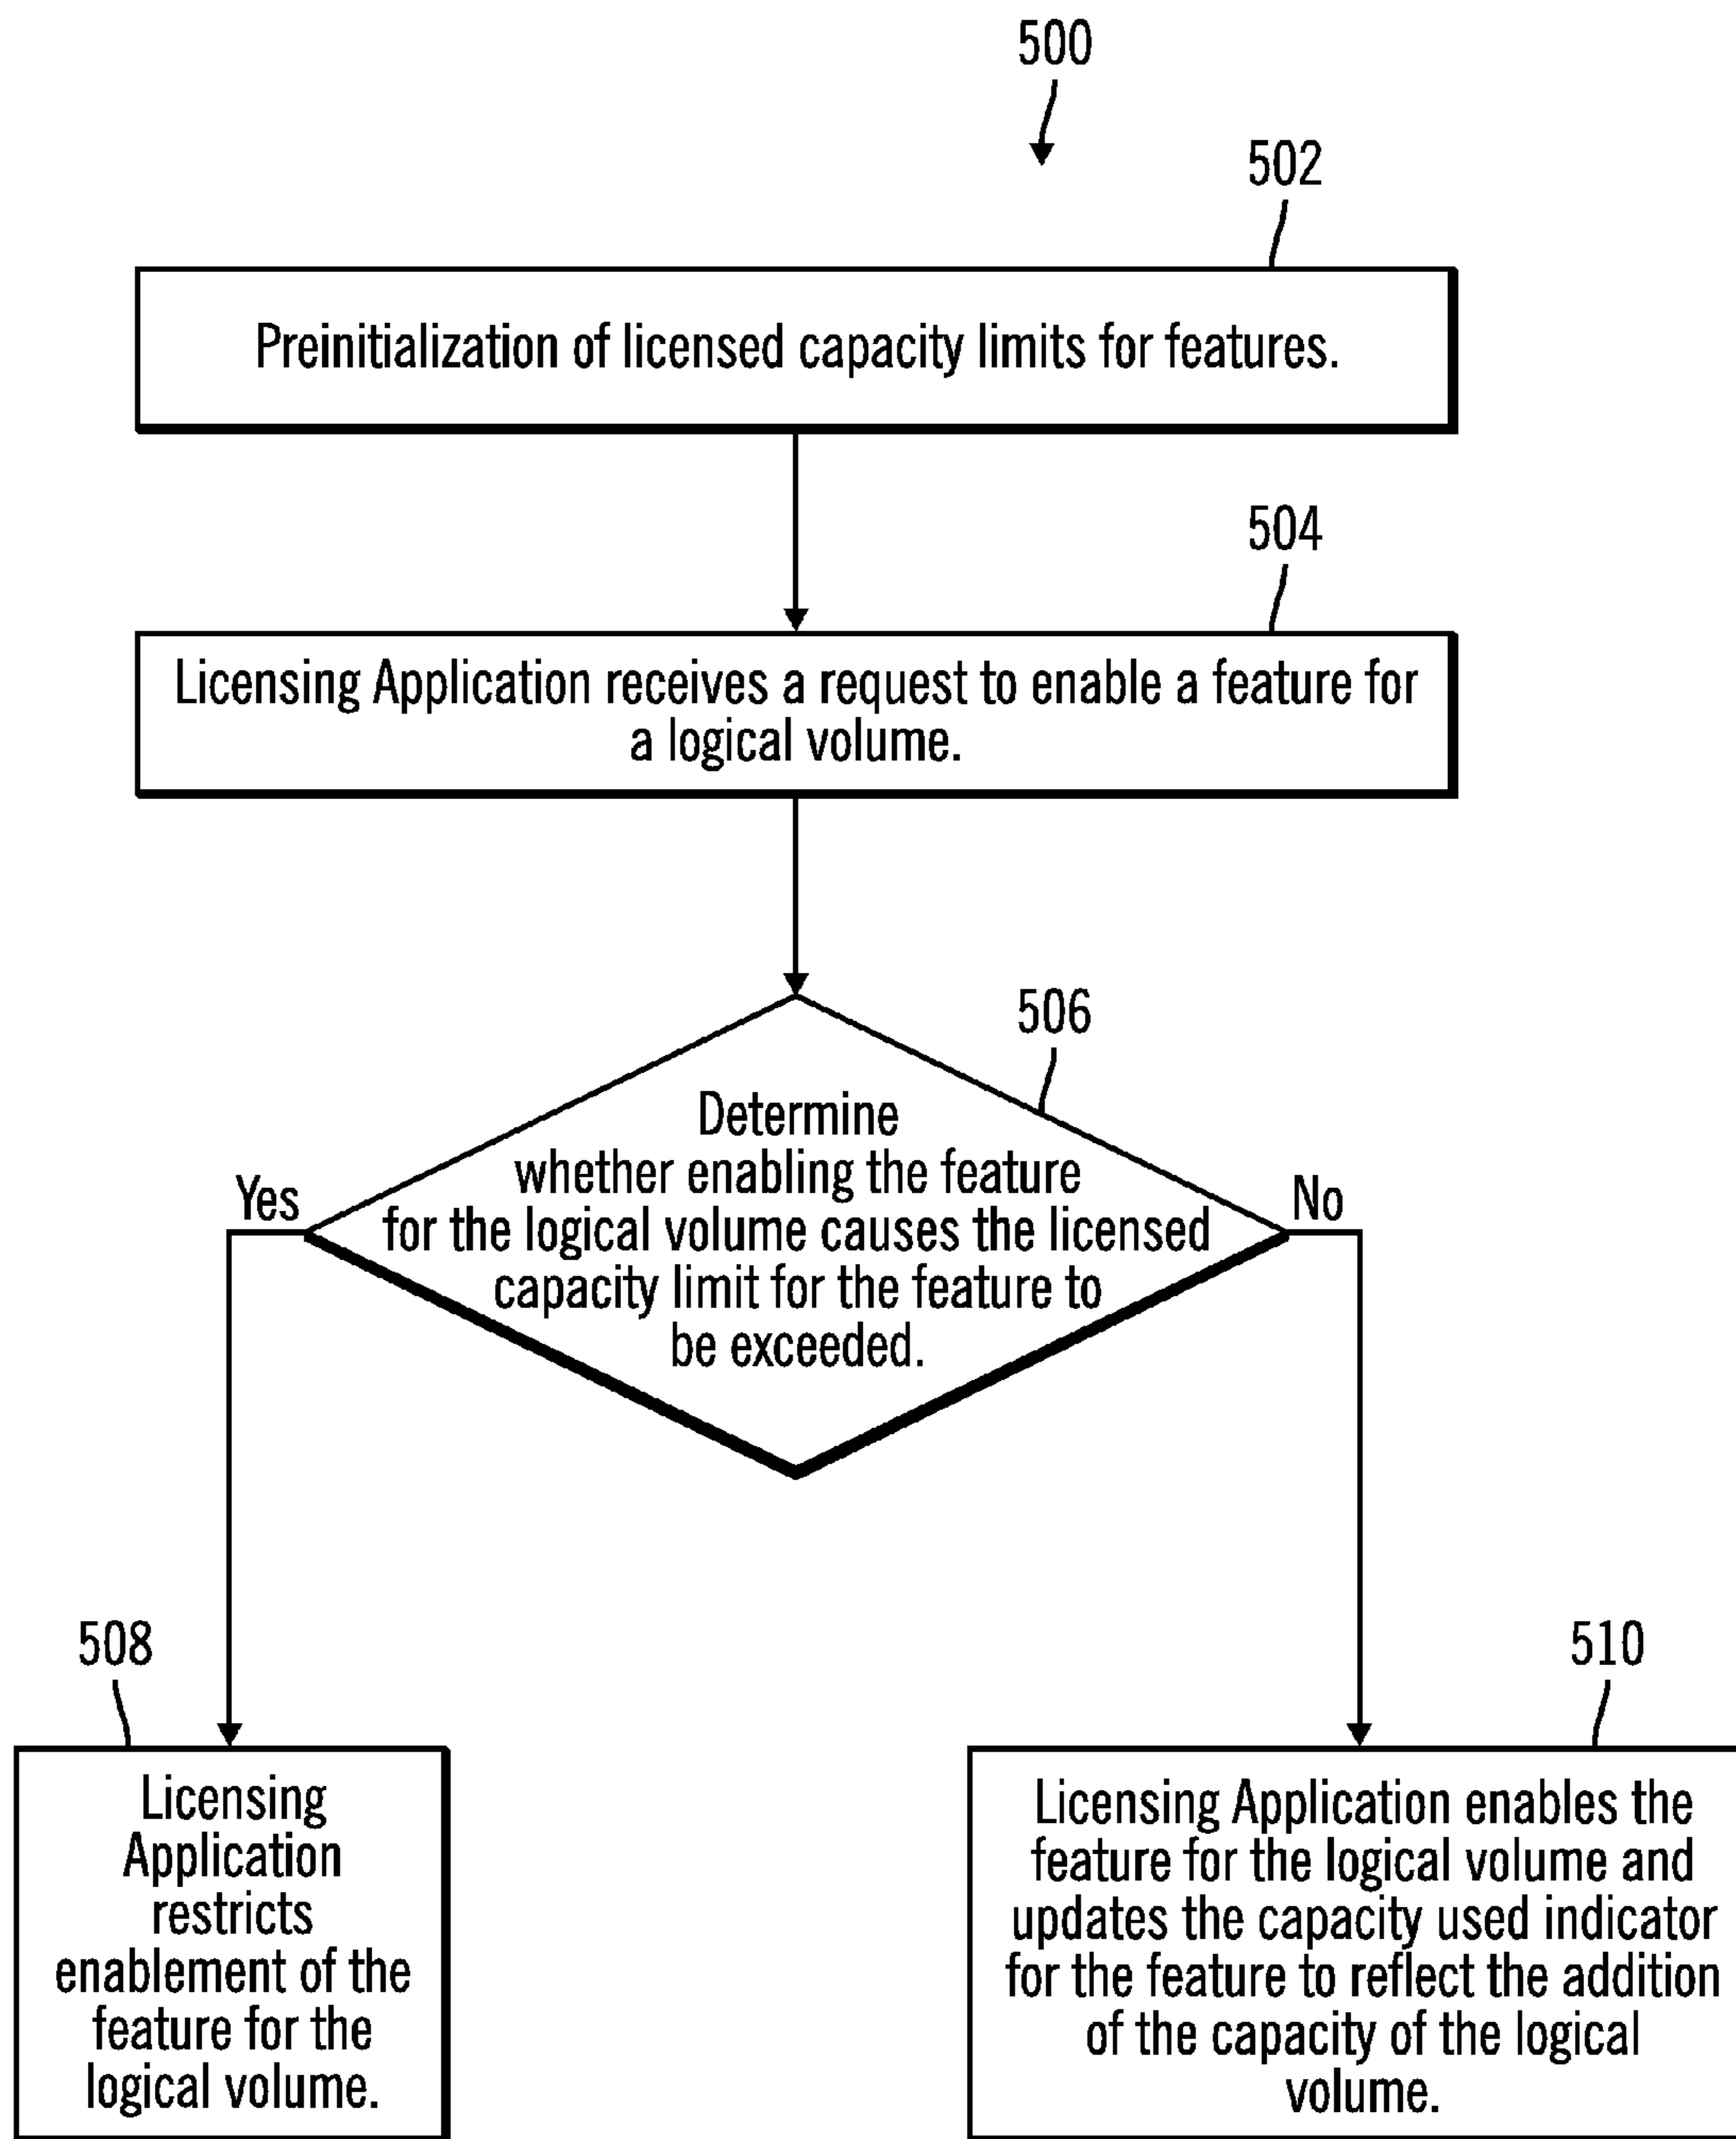 500
502
Preinitialization of licensed capacity limits for features.
504
Licensing Application receives a request to enable a feature for
a logical volume.
506
Determine
whether enabling the feature
for the logical volume causes the licensed
capacity limit for the feature to
be exceeded.
Yes
No
508
Licensing
Application
restricts
enablement of the
feature for the
logical volume.
510
Licensing Application enables the
feature for the logical volume and
updates the capacity used indicator
for the feature to reflect the addition
of the capacity of the logical
volume.